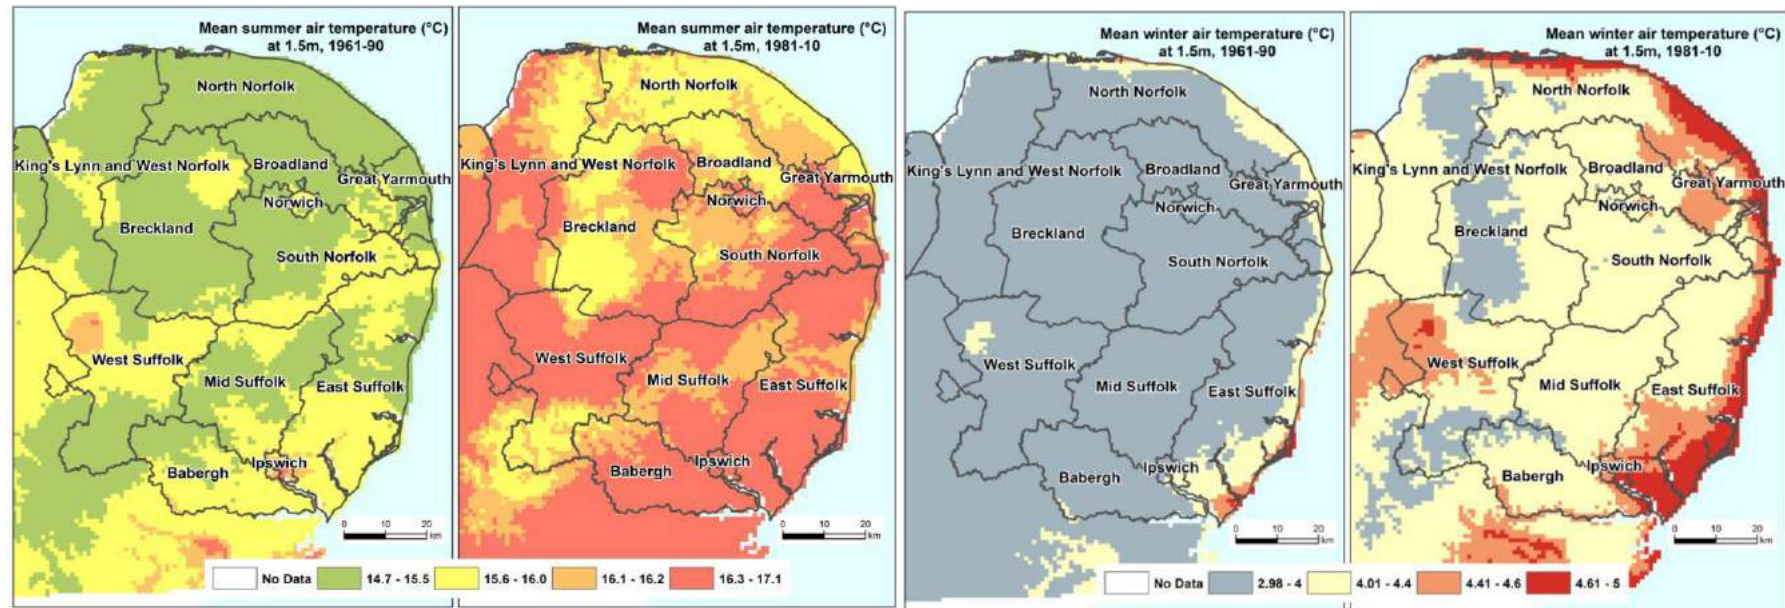 Mean summer air temperature (°C)
at 1.5m, 1961-90
North Norfolk
King's Lynn and West Norfolk
Broadland
Great Yarmouth
Norwich
Breckland
South Norfolk
West Suffolk
Mid Suffolk
East Suffolk
Babergh
Ipswich
0 10 20
km
Mean summer air temperature (°C)
at 1.5m, 1981-10
North Norfolk
King's Lynn and West Norfolk
Broadland
Great Yarmouth
Norwich
Breckland
South Norfolk
West Suffolk
Mid Suffolk
East Suffolk
Babergh
Ipswich
0 10 20
km
No Data 14.7 - 15.5 15.6 - 16.0 16.1 - 16.2 16.3 - 17.1
Mean winter air temperature (°C)
at 1.5m, 1961-90
North Norfolk
King's Lynn and West Norfolk
Broadland
Great Yarmouth
Norwich
Breckland
South Norfolk
West Suffolk
Mid Suffolk
East Suffolk
Babergh
Ipswich
0 10 20
km
Mean winter air temperature (°C)
at 1.5m, 1981-10
North Norfolk
King's Lynn and West Norfolk
Broadland
Great Yarmouth
Norwich
Breckland
South Norfolk
West Suffolk
Mid Suffolk
East Suffolk
Babergh
Ipswich
0 10 20
km
No Data 2.98 - 4 4.01 - 4.4 4.41 - 4.6 4.61 - 5